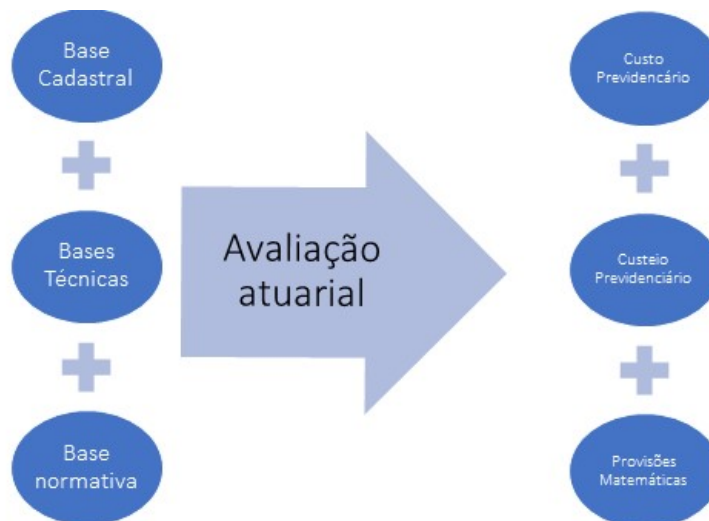 Base
Cadastral
Bases
Técnicas
Base
normativa
Avaliação
atuarial
Custo
Previdencário
Custeio
Previdenciário
Provisões
Matemáticas